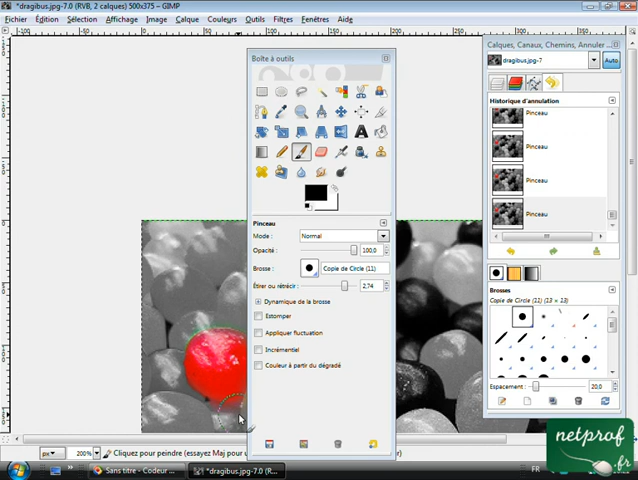 *dragibus.jpg-7.0 (RVB, 2 calques) 500x375 – GIMP
Fichier Édition Sélection Affichage Image Calque Couleurs Outils Filtres Fenêtres Aide
Boîte à outils
Pinceau
Mode : Normal
Opacité : 100,0
Brosse : Copie de Circle (11)
Étirer ou rétrécir : 2,74
Dynamique de la brosse
Estomper
Appliquer fluctuation
Incrémentiel
Couleur à partir du dégradé
Calques, Canaux, Chemins, Annuler
dragibus.jpg-7 Auto
Historique d'annulation
Pinceau
Pinceau
Pinceau
Pinceau
Brosses
Copie de Circle (11) (13 × 13)
Espacement : 20,0
px 200% Cliquez pour peindre (essayez Maj pour u
Sans titre - Codeur ... *dragibus.jpg-7.0 (R...
FR
netprof
.fr